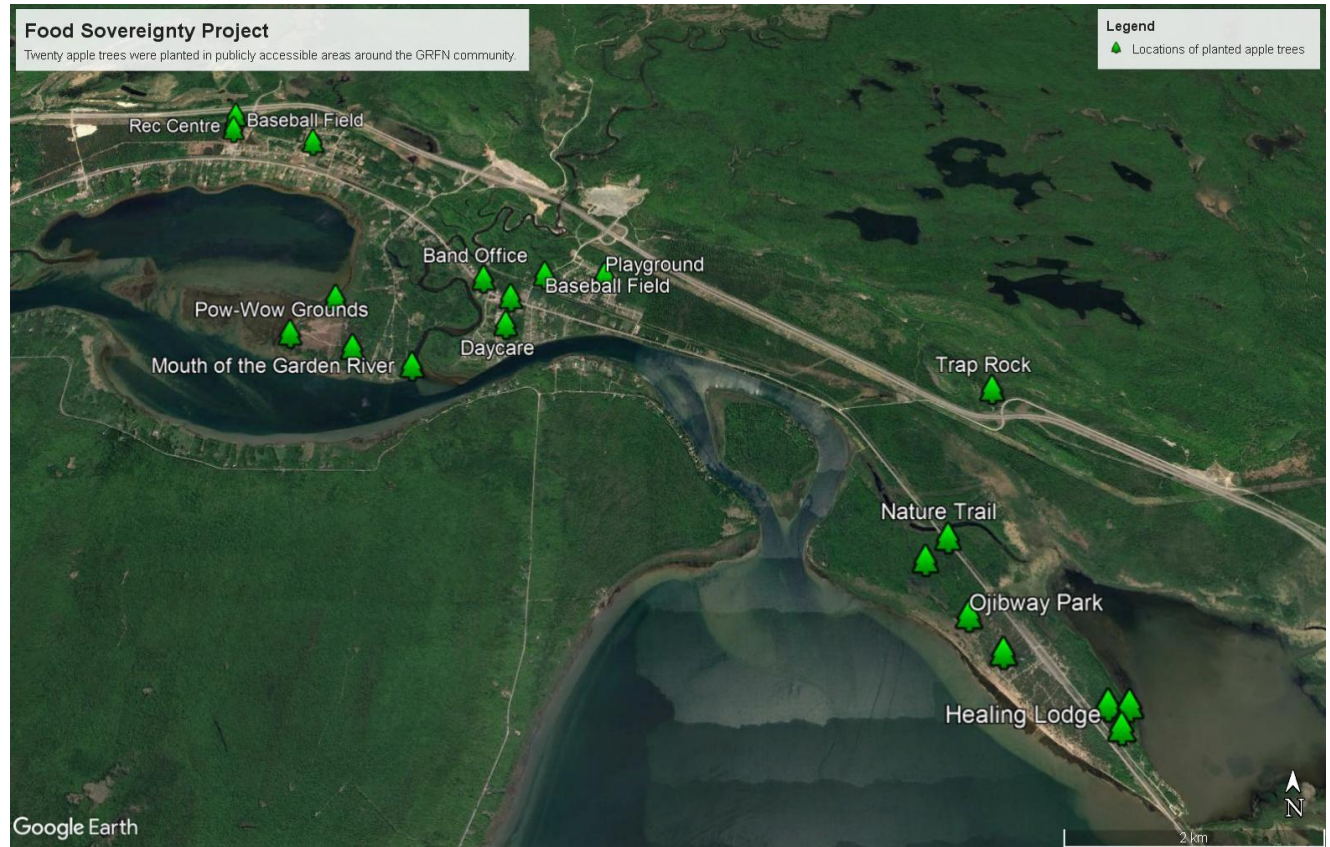 Food Sovereignty Project
Twenty apple trees were planted in publicly accessible areas around the GRFN community.
Legend
Locations of planted apple trees
Rec Centre
Baseball Field
Band Office
Playground
Baseball Field
Pow-Wow Grounds
Daycare
Mouth of the Garden River
Trap Rock
Nature Trail
Ojibway Park
Healing Lodge
N
Google Earth
2 km